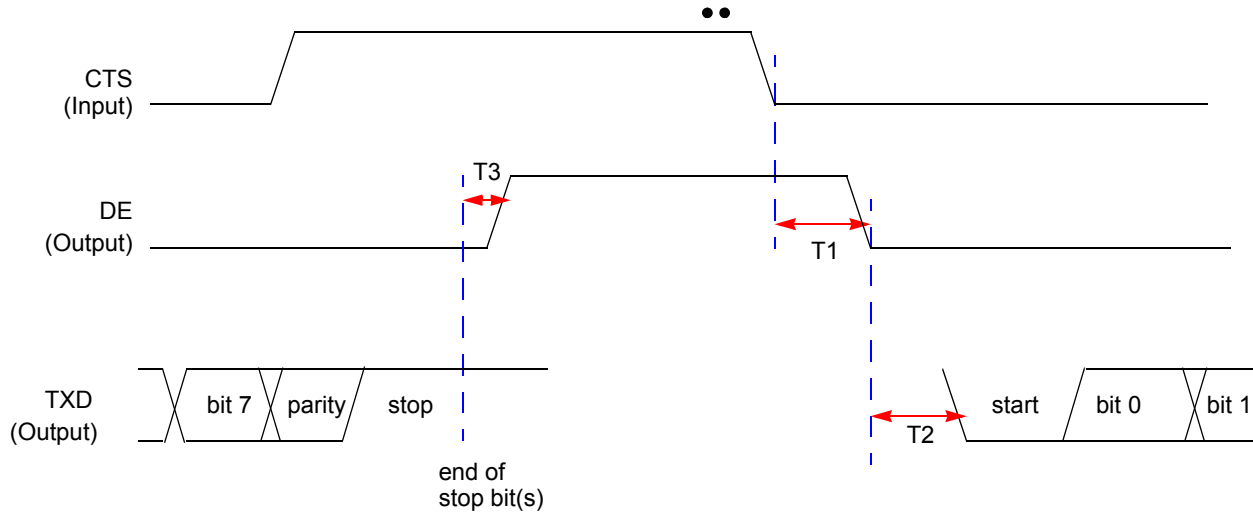 CTS
(Input)
T3
DE
(Output)
T1
TXD
(Output)
bit 7
parity
stop
start
bit 0
bit 1
T2
end of
stop bit(s)